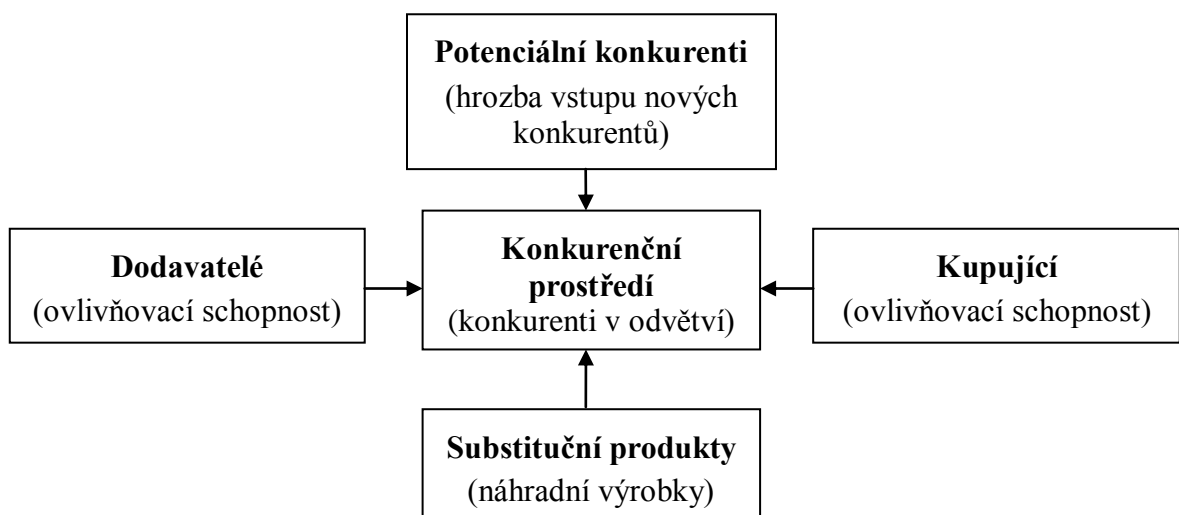 Potenciální konkurenti
(hrozba vstupu nových
konkurentů)
Dodavatelé
(ovlivňovací schopnost)
Konkurenční
prostředí
(konkurenti v odvětví)
Kupující
(ovlivňovací schopnost)
Substituční produkty
(náhradní výrobky)